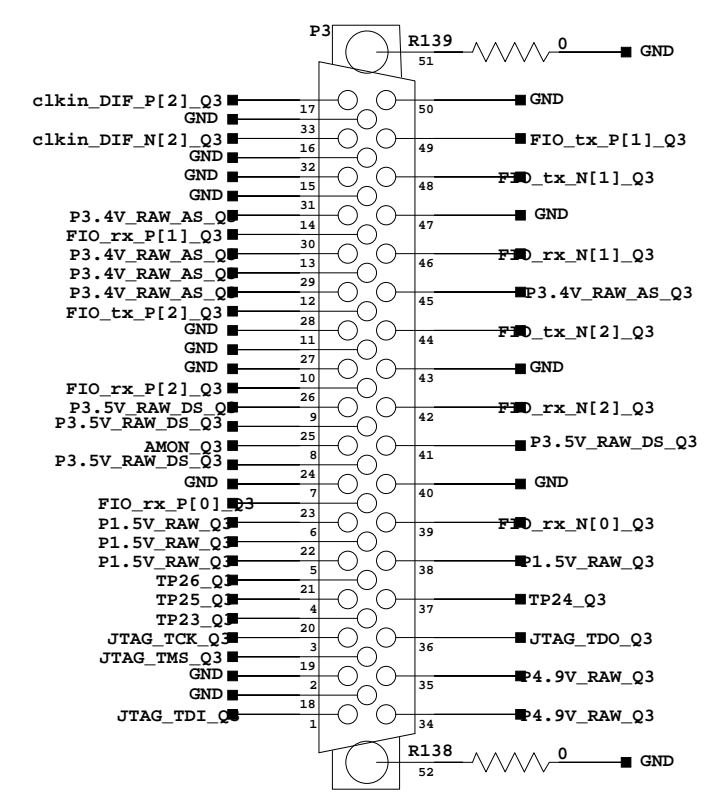 P3
R139 0 GND
51
clkin_DIF_P[2]_Q3 17 50 GND
GND 33
clkin_DIF_N[2]_Q3 16 49 FIO_tx_P[1]_Q3
GND 32
GND 15 48 FIO_tx_N[1]_Q3
GND 31
P3.4V_RAW_AS_Q3 14 47 GND
FIO_rx_P[1]_Q3 30
P3.4V_RAW_AS_Q3 13 46 FIO_rx_N[1]_Q3
P3.4V_RAW_AS_Q3 29
P3.4V_RAW_AS_Q3 12 45 P3.4V_RAW_AS_Q3
FIO_tx_P[2]_Q3 28
GND 11 44 FIO_tx_N[2]_Q3
GND 27
GND 10 43 GND
FIO_rx_P[2]_Q3 26
P3.5V_RAW_DS_Q3 9 42 FIO_rx_N[2]_Q3
P3.5V_RAW_DS_Q3 25
AMON_Q3 8 41 P3.5V_RAW_DS_Q3
P3.5V_RAW_DS_Q3 24
GND 7 40 GND
FIO_rx_P[0]_Q3 23
P1.5V_RAW_Q3 6 39 FIO_rx_N[0]_Q3
P1.5V_RAW_Q3 22
P1.5V_RAW_Q3 5 38 P1.5V_RAW_Q3
TP26_Q3 21
TP25_Q3 4 37 TP24_Q3
TP23_Q3 20
JTAG_TCK_Q3 3 36 JTAG_TDO_Q3
JTAG_TMS_Q3 19
GND 2 35 P4.9V_RAW_Q3
GND 18
JTAG_TDI_Q3 1 34 P4.9V_RAW_Q3
R138 0 GND
52